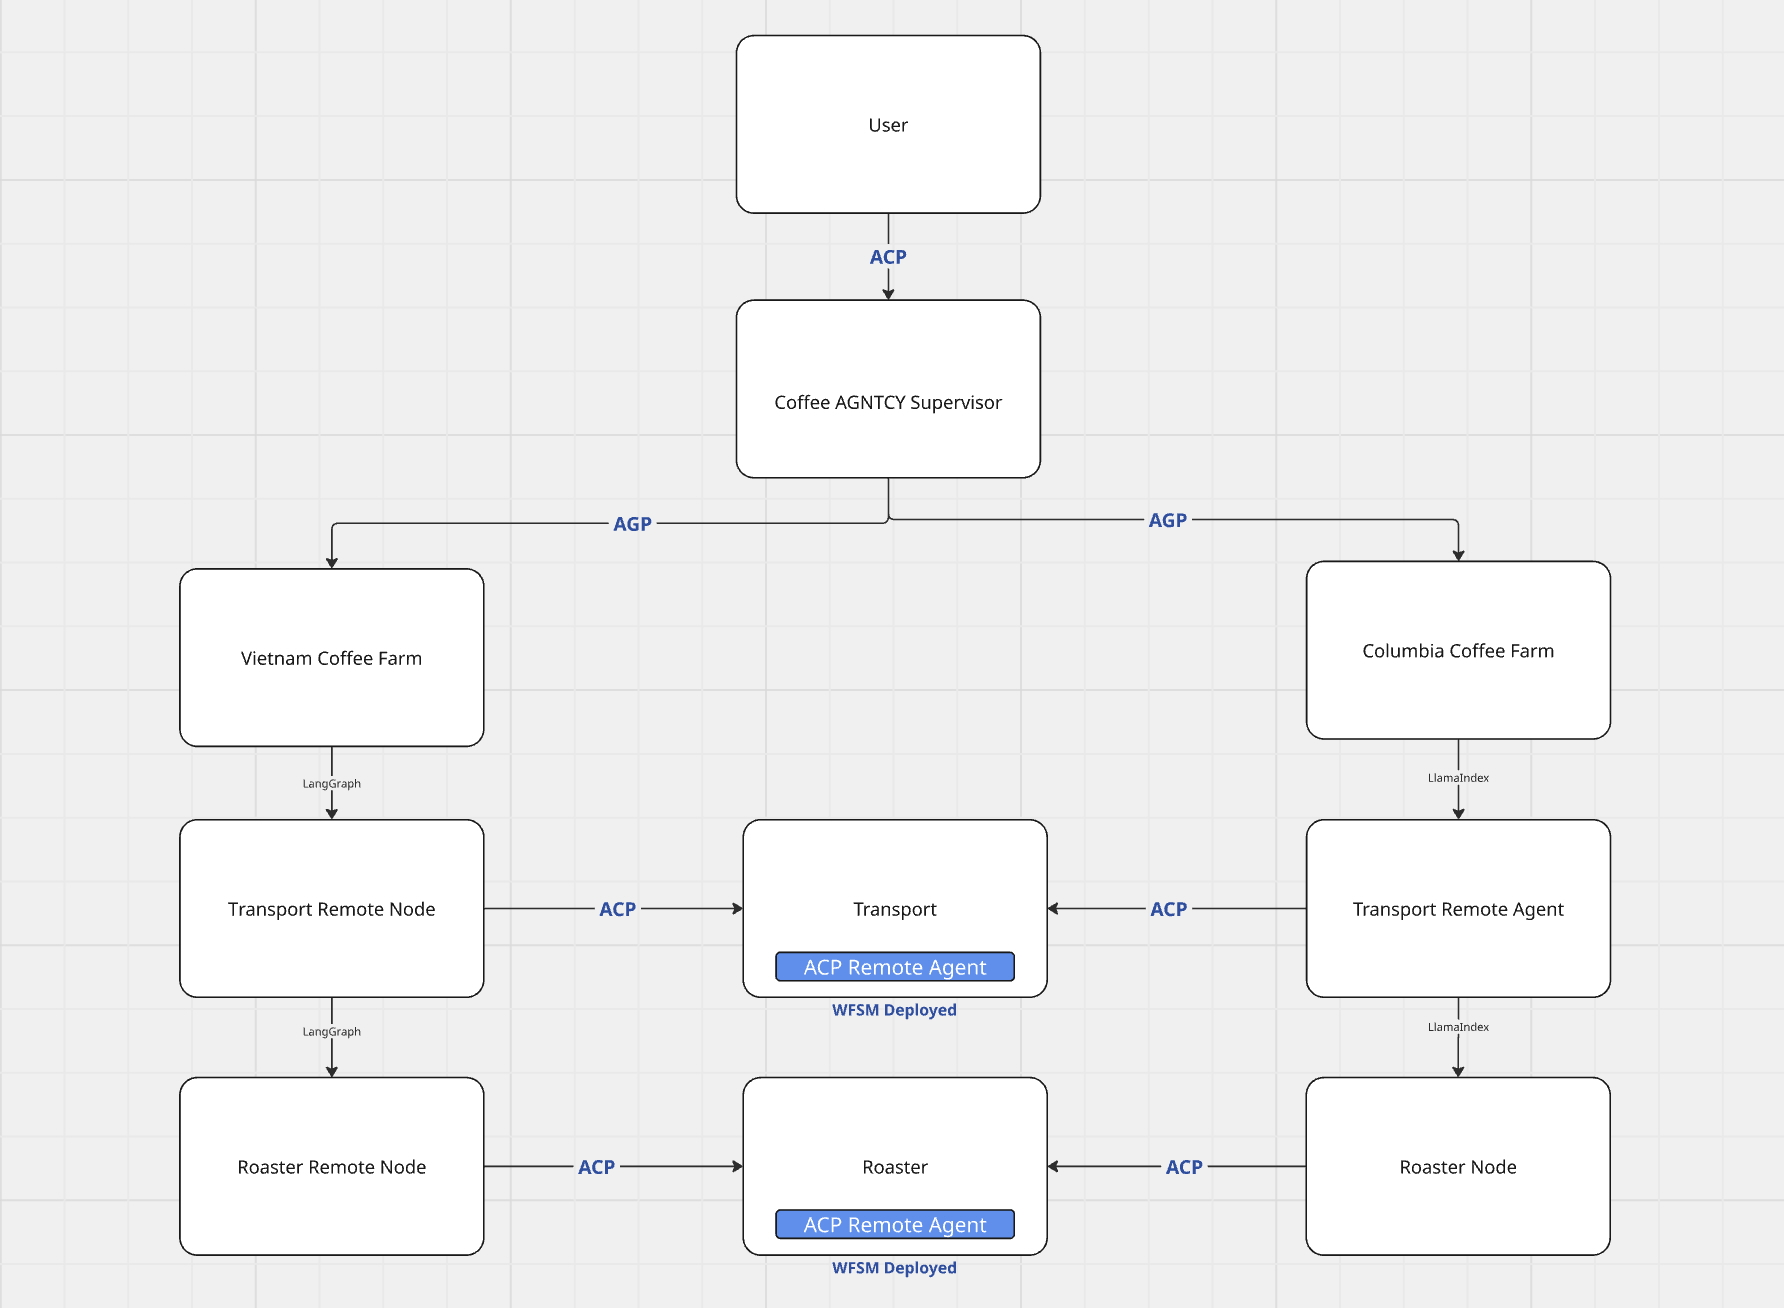 User
ACP
Coffee AGNTCY Supervisor
AGP
AGP
Vietnam Coffee Farm
Columbia Coffee Farm
LangGraph
LlamaIndex
Transport Remote Node
ACP
Transport
ACP Remote Agent
WFSM Deployed
ACP
Transport Remote Agent
LangGraph
LlamaIndex
Roaster Remote Node
ACP
Roaster
ACP Remote Agent
WFSM Deployed
ACP
Roaster Node